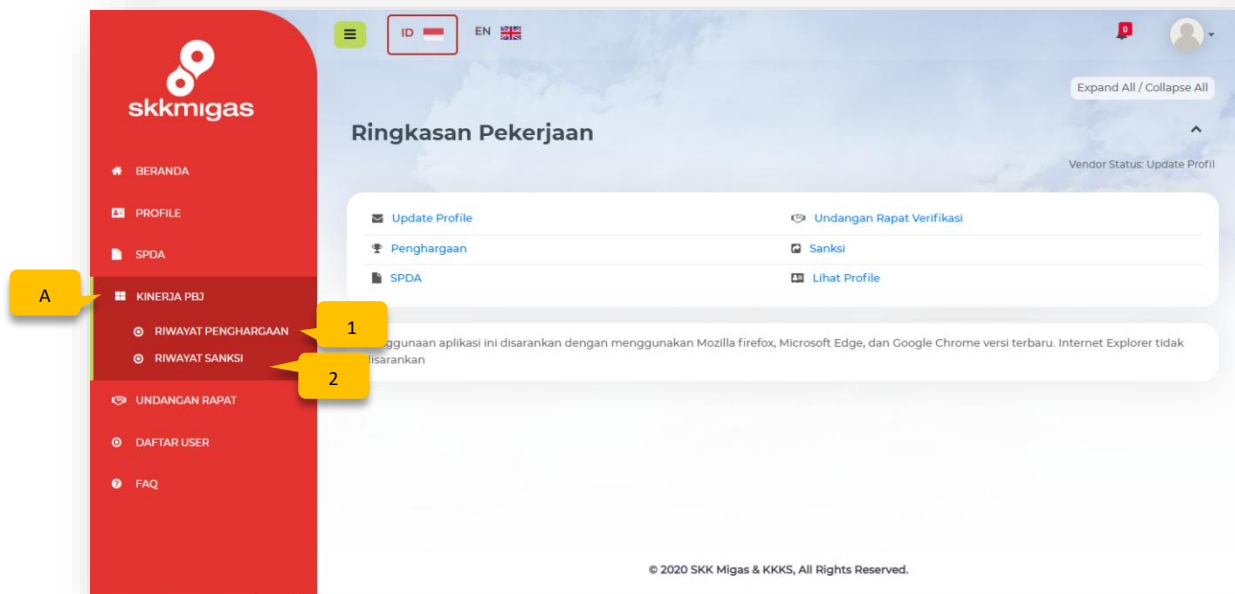 skkmigas
ID
EN
0
Expand All / Collapse All
Ringkasan Pekerjaan
Vendor Status: Update Profil
BERANDA
PROFILE
SPDA
A
KINERJA PBJ
RIWAYAT PENGHARGAAN
1
RIWAYAT SANKSI
2
UNDANGAN RAPAT
DAFTAR USER
FAQ
Update Profile
Undangan Rapat Verifikasi
Penghargaan
Sanksi
SPDA
Lihat Profile
ggunaan aplikasi ini disarankan dengan menggunakan Mozilla firefox, Microsoft Edge, dan Google Chrome versi terbaru. Internet Explorer tidak
disarankan
© 2020 SKK Migas & KKKS, All Rights Reserved.